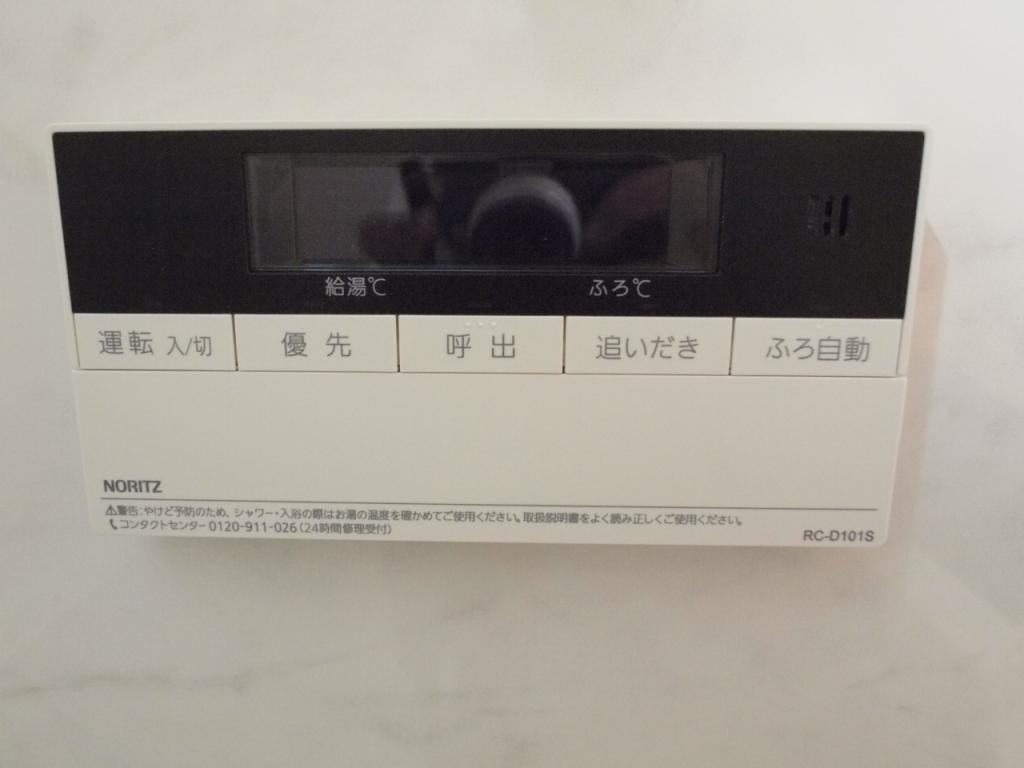 給湯℃ ふろ℃
運転 入/切 優先 呼出 追いだき ふろ自動
NORITZ
⚠警告:やけど予防のため、シャワー・入浴の際はお湯の温度を確かめてご使用ください。取扱説明書をよく読み正しくご使用ください。
コンタクトセンター 0120-911-026(24時間修理受付)
RC-D101S